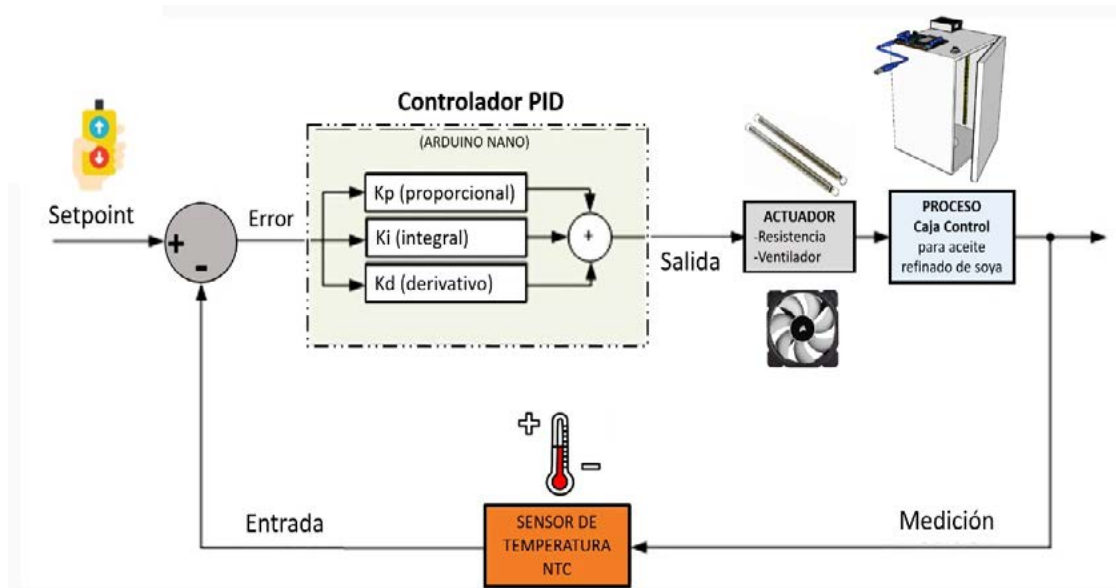 Controlador PID
(ARDUINO NANO)
Setpoint
+
-
Error
Kp (proporcional)
Ki (integral)
Kd (derivativo)
+
Salida
ACTUADOR
-Resistencia
-Ventilador
PROCESO
Caja Control
para aceite
refinado de soya
+
-
Entrada
SENSOR DE
TEMPERATURA
NTC
Medición